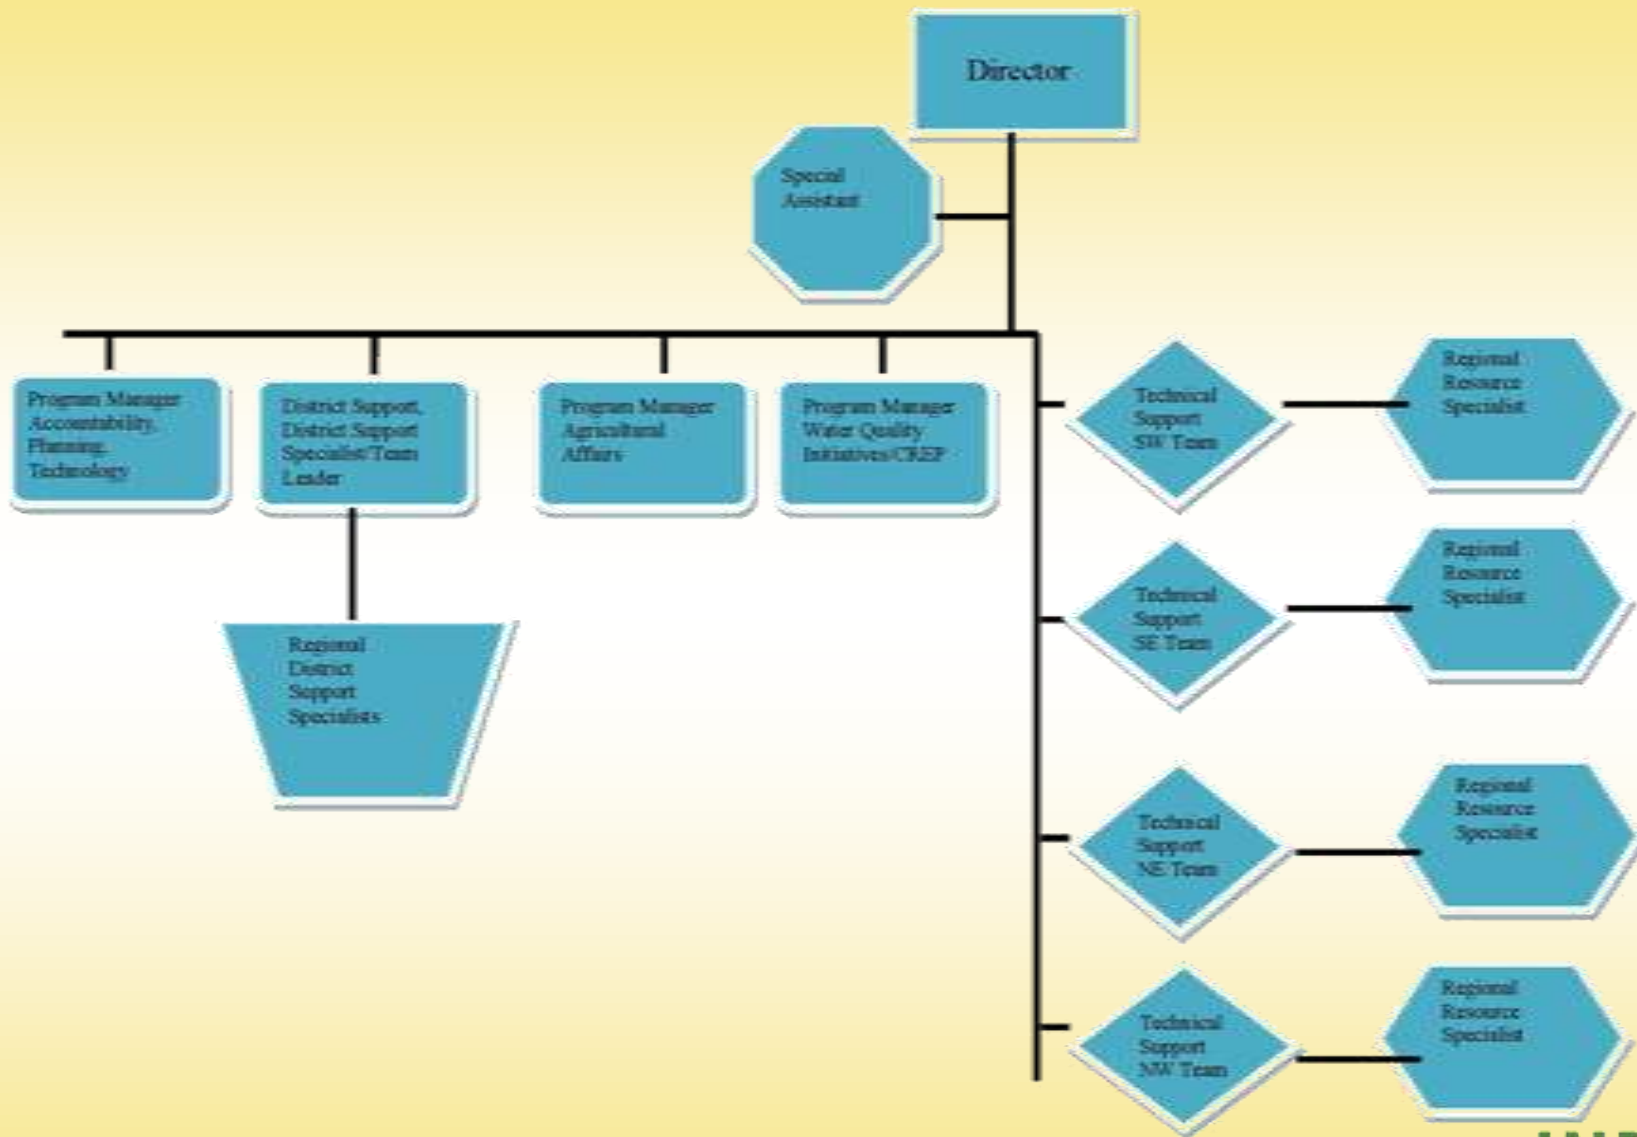 Director
Special
Assistant
Program Manager
Accountability,
Planning,
Technology
District Support,
District Support
Specialist/Team
Leader
Program Manager
Agricultural
Affairs
Program Manager
Water Quality
Initiatives/CREP
Regional
District
Support
Specialists
Technical
Support
SW Team
Regional
Resource
Specialist
Technical
Support
SE Team
Regional
Resource
Specialist
Technical
Support
NE Team
Regional
Resource
Specialist
Technical
Support
NW Team
Regional
Resource
Specialist